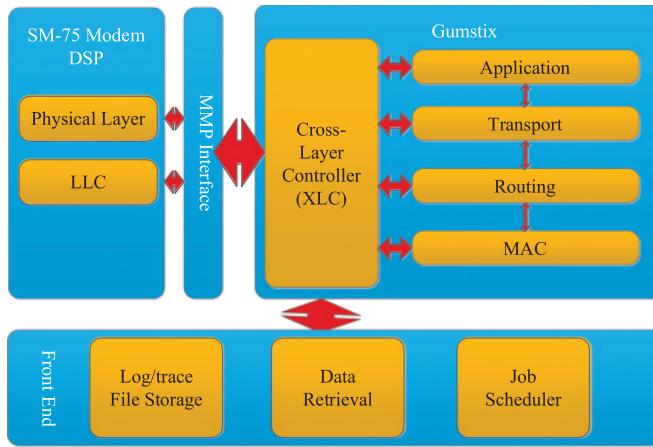 SM-75 Modem
DSP
Physical Layer
LLC
MMP Interface
Gumstix
Cross-
Layer
Controller
(XLC)
Application
Transport
Routing
MAC
Front End
Log/trace
File Storage
Data
Retrieval
Job
Scheduler